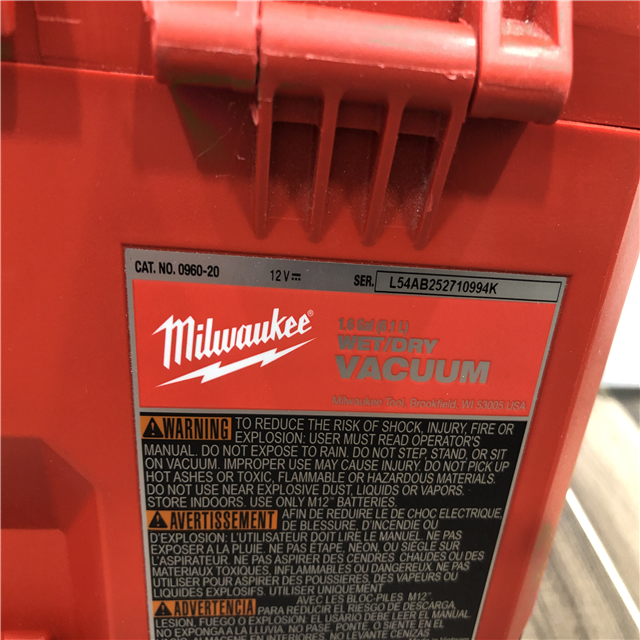 CAT. NO. 0960-20 12 V⎓ SER. L54AB252710994K
Milwaukee®
1.6 Gal (6.1 L)
WET/DRY
VACUUM
Milwaukee Tool, Brookfield, WI 53005 USA
WARNING TO REDUCE THE RISK OF SHOCK, INJURY, FIRE OR
EXPLOSION: USER MUST READ OPERATOR'S
MANUAL. DO NOT EXPOSE TO RAIN. DO NOT STEP, STAND, OR SIT
ON VACUUM. IMPROPER USE MAY CAUSE INJURY. DO NOT PICK UP
HOT ASHES OR TOXIC, FLAMMABLE OR HAZARDOUS MATERIALS.
DO NOT USE NEAR EXPLOSIVE DUST, LIQUIDS OR VAPORS.
STORE INDOORS. USE ONLY M12™ BATTERIES.
AVERTISSEMENT AFIN DE REDUIRE LE DE CHOC ELECTRIQUE,
DE BLESSURE, D'INCENDIE OU
D'EXPLOSION: L'UTILISATEUR DOIT LIRE LE MANUEL. NE PAS
EXPOSER A LA PLUIE. NE PAS ETAPE, NEON, OU SIEGLE SUR
L'ASPIRATEUR. NE PAS ASPIRER DES CENDRES CHAUDES OU DES
MATERIAUX TOXIQUES, INFLAMMABLES OU DANGEREUX. NE PAS
UTILISER POUR ASPIRER DES POUSSIERES, DES VAPEURS OU
LIQUIDES EXPLOSIFS. UTILISER UNIQUEMENT
AVEC LES BLOC-PILES M12™.
ADVERTENCIA PARA REDUCIR EL RIESGO DE DESCARGA,
LESION, FUEGO O EXPLOSION, EL USUARIO DEBE LEER EL MANUAL
NO EXPONGA A LA LLUVIA. NO PONTE, O SENTE EN